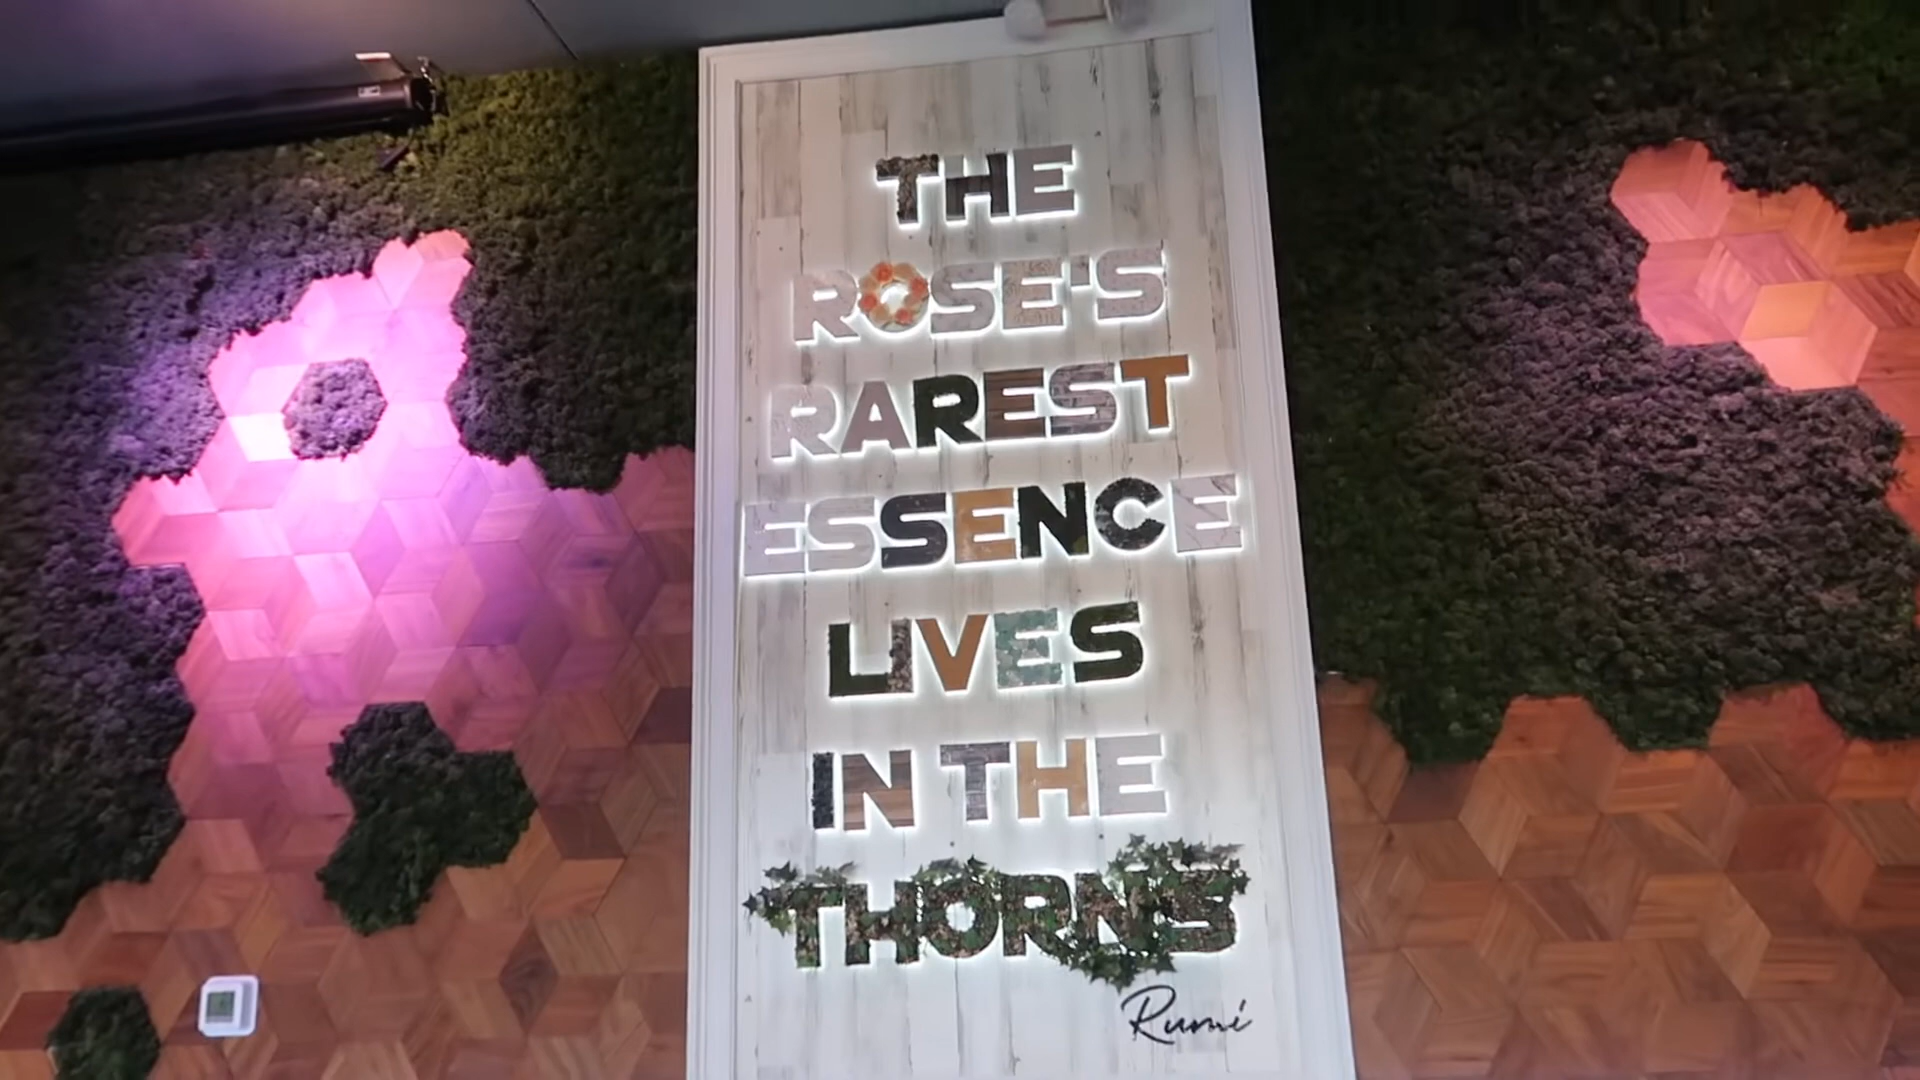 THE
ROSE'S
RAREST
ESSENCE
LIVES
IN THE
THORNS
Rumi